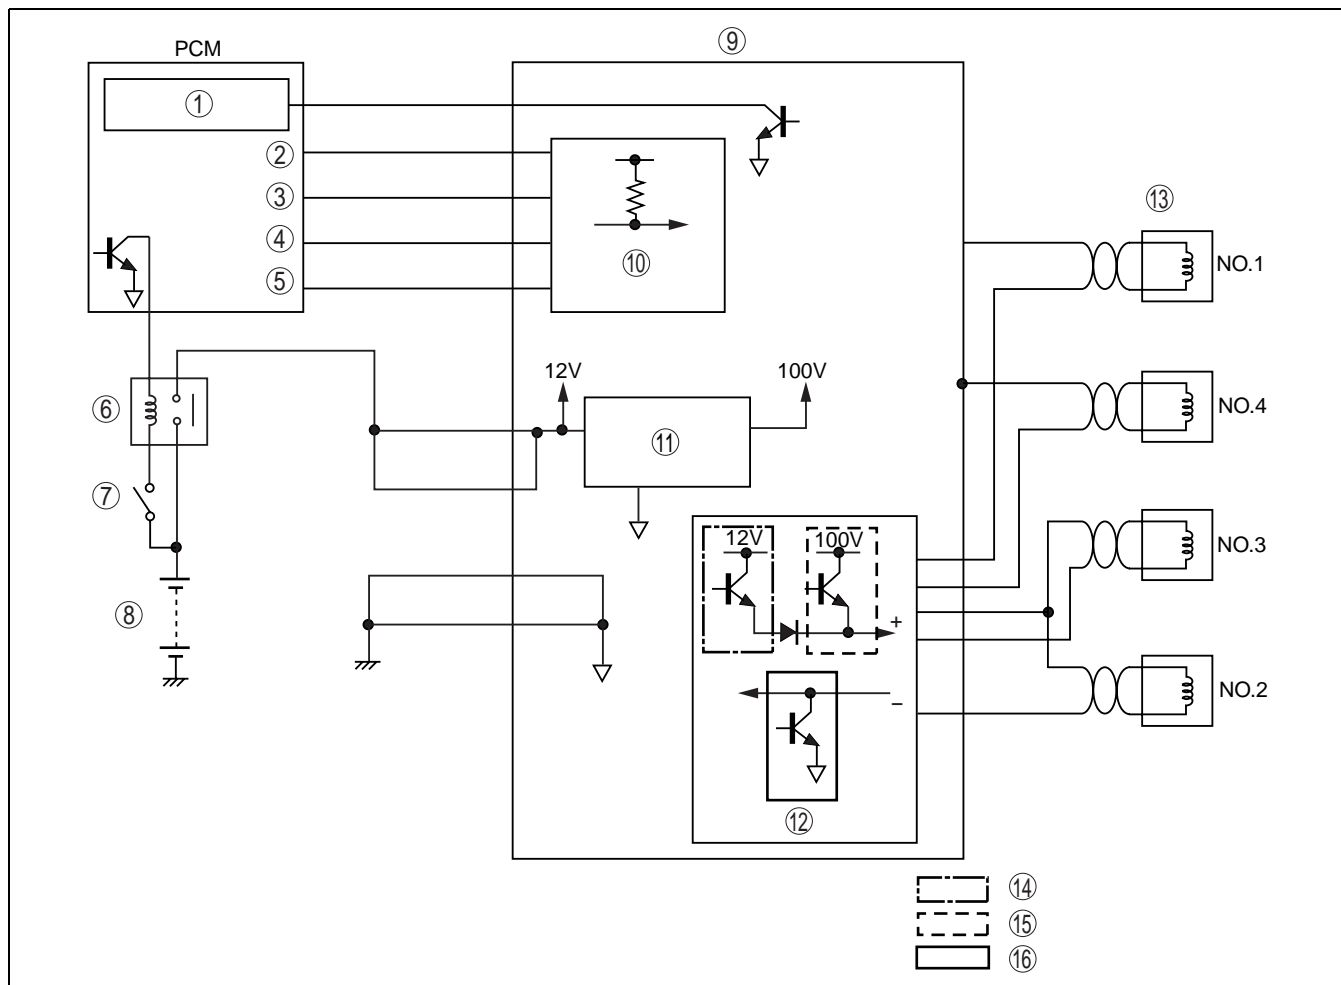 ⑨
PCM
①
②
③
④
⑤
⑩
⑬
NO.1
12V
100V
⑥
⑪
NO.4
⑦
12V
100V
NO.3
⑧
+
−
NO.2
⑫
⑭
⑮
⑯